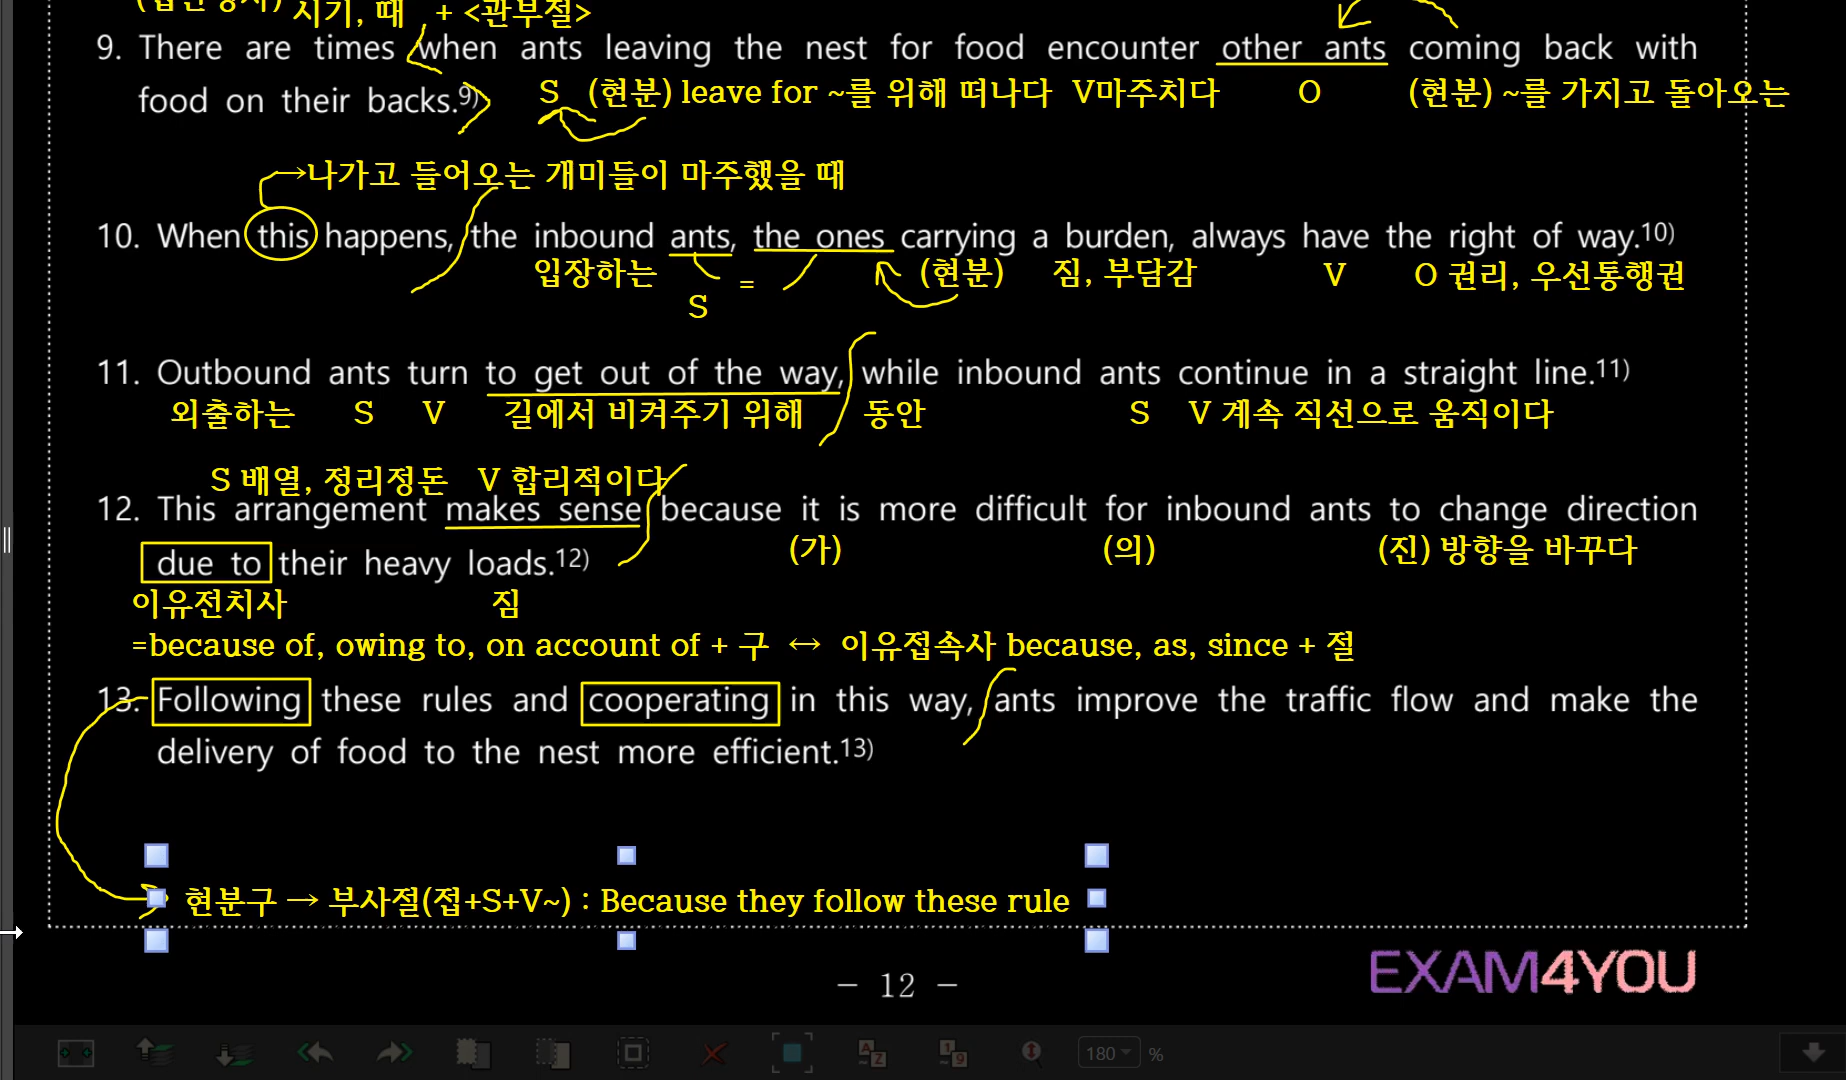 시기, 때 + <관부절>
9. There are times when ants leaving the nest for food encounter other ants coming back with
food on their backs.9)
S (현분) leave for ~를 위해 떠나다 V마주치다 O (현분) ~를 가지고 돌아오는
→나가고 들어오는 개미들이 마주했을 때
10. When this happens, the inbound ants, the ones carrying a burden, always have the right of way.10)
입장하는 S = (현분) 짐, 부담감 V O 권리, 우선통행권
11. Outbound ants turn to get out of the way, while inbound ants continue in a straight line.11)
외출하는 S V 길에서 비켜주기 위해 동안 S V 계속 직선으로 움직이다
S 배열, 정리정돈 V 합리적이다
12. This arrangement makes sense because it is more difficult for inbound ants to change direction
(가) (의) (진) 방향을 바꾸다
due to their heavy loads.12)
이유전치사 짐
=because of, owing to, on account of + 구 ↔ 이유접속사 because, as, since + 절
13. Following these rules and cooperating in this way, ants improve the traffic flow and make the
delivery of food to the nest more efficient.13)
현분구 → 부사절(접+S+V~) : Because they follow these rule
- 12 -
EXAM4YOU
180 %